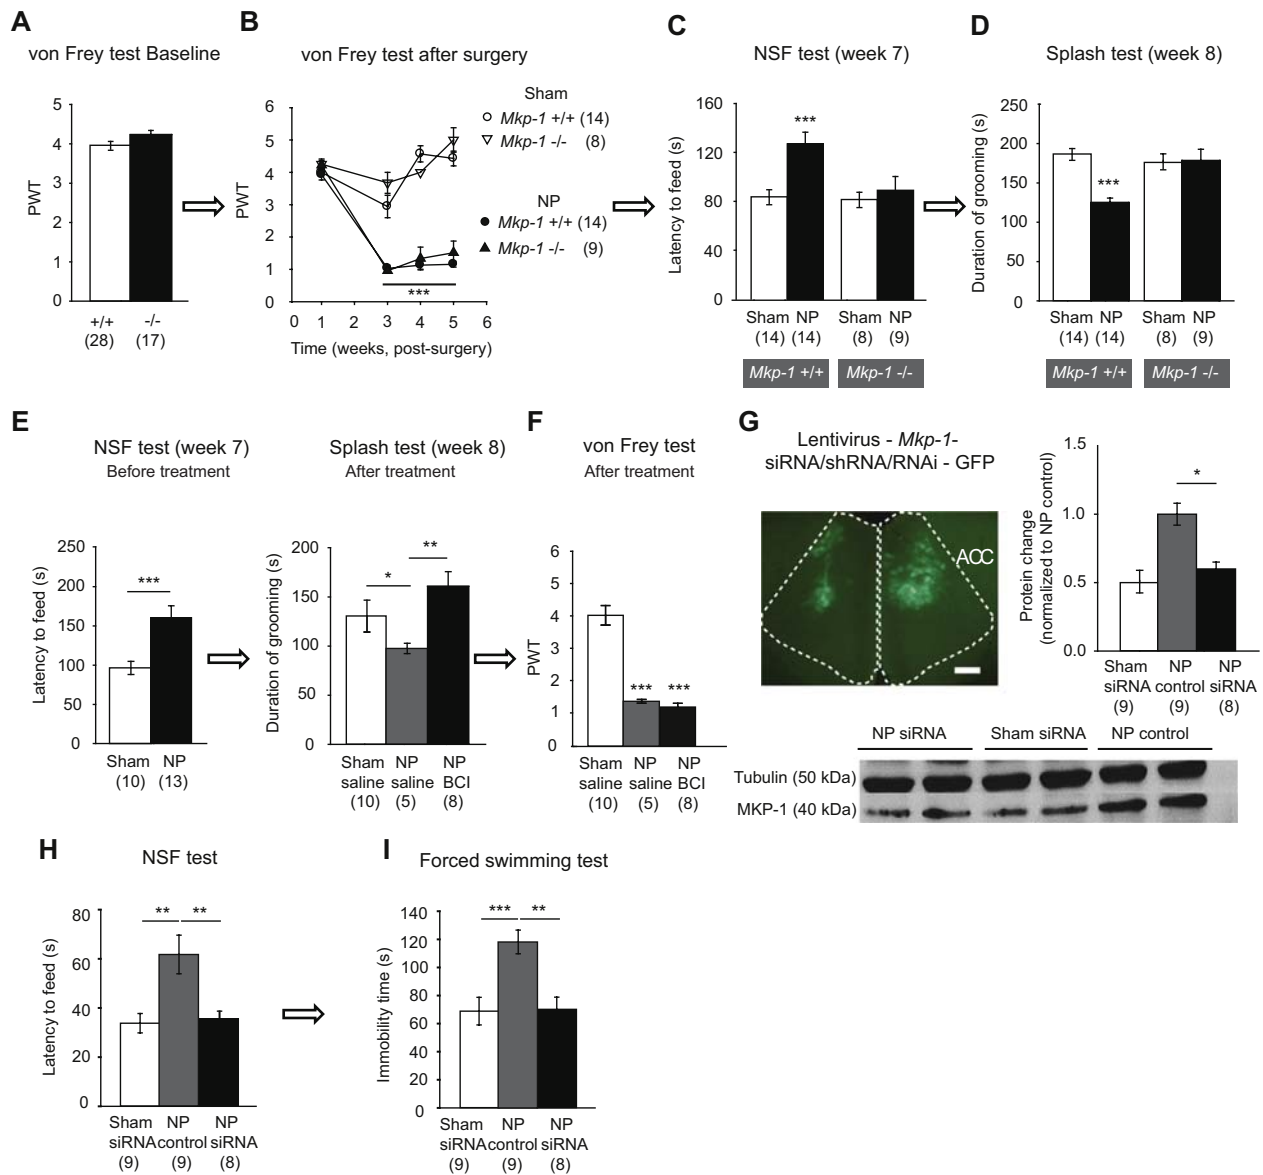 A
von Frey test Baseline
PWT
5
4
3
2
1
0
+/+
(28)
-/-
(17)
B
von Frey test after surgery
PWT
6
5
4
3
2
1
0
***
0 1 2 3 4 5 6
Time (weeks, post-surgery)
Sham
Mkp-1 +/+ (14)
Mkp-1 -/- (8)
NP
Mkp-1 +/+ (14)
Mkp-1 -/- (9)
C
NSF test (week 7)
Latency to feed (s)
160
120
80
40
0
***
Sham NP Sham NP
(14) (14) (8) (9)
Mkp-1 +/+ Mkp-1 -/-
D
Splash test (week 8)
Duration of grooming (s)
250
200
150
100
50
0
***
Sham NP Sham NP
(14) (14) (8) (9)
Mkp-1 +/+ Mkp-1 -/-
E
NSF test (week 7)
Before treatment
Latency to feed (s)
250
200
150
100
50
0
***
Sham NP
(10) (13)
Splash test (week 8)
After treatment
Duration of grooming (s)
200
150
100
50
0
* **
Sham NP NP
saline saline BCI
(10) (5) (8)
F
von Frey test
After treatment
PWT
6
5
4
3
2
1
0
*** ***
Sham NP NP
saline saline BCI
(10) (5) (8)
G
Lentivirus - Mkp-1-
siRNA/shRNA/RNAi - GFP
ACC
Protein change
(normalized to NP control)
1.5
1.0
0.5
0.0
*
Sham NP NP
siRNA control siRNA
(9) (9) (8)
NP siRNA Sham siRNA NP control
Tubulin (50 kDa)
MKP-1 (40 kDa)
H
NSF test
Latency to feed (s)
80
60
40
20
0
** **
Sham NP NP
siRNA control siRNA
(9) (9) (8)
I
Forced swimming test
Immobility time (s)
140
120
100
80
60
40
20
0
*** **
Sham NP NP
siRNA control siRNA
(9) (9) (8)